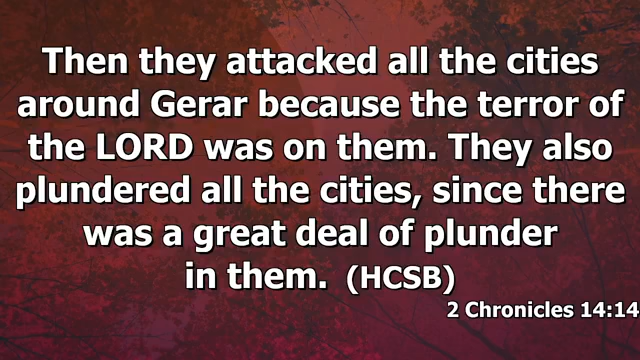 Then they attacked all the cities
around Gerar because the terror of
the LORD was on them. They also
plundered all the cities, since there
was a great deal of plunder
in them. (HCSB)
2 Chronicles 14:14